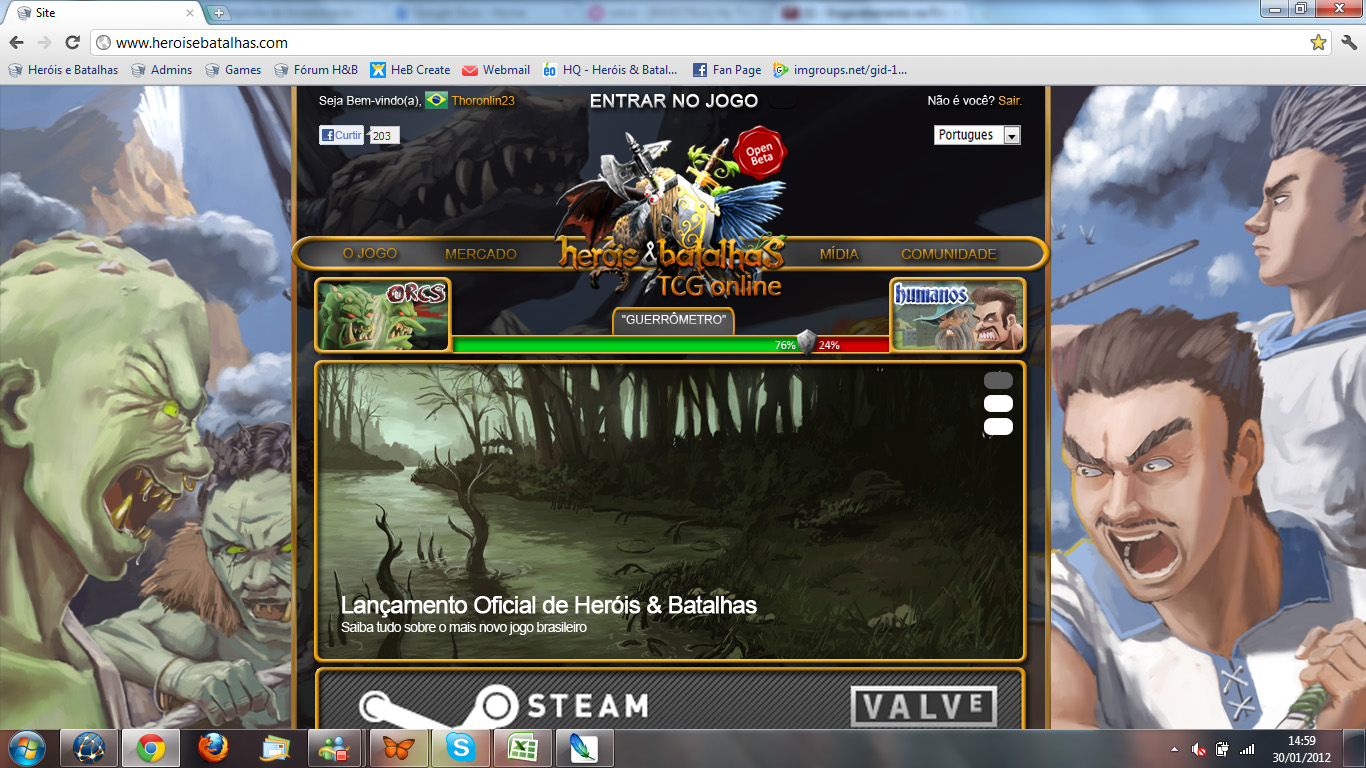 Site
www.heroisebatalhas.com
Heróis e Batalhas Admins Games Fórum H&B HeB Create Webmail HQ - Heróis & Batal... Fan Page imgroups.net/gid-1...
Seja Bem-vindo(a), Thoronlin23 ENTRAR NO JOGO Não é você? Sair.
Curtir 203 Portugues
Open
Beta
O JOGO MERCADO heróis & batalhas MÍDIA COMUNIDADE
TCG online
ORCS humanos
"GUERRÔMETRO"
76% 24%
Lançamento Oficial de Heróis & Batalhas
Saiba tudo sobre o mais novo jogo brasileiro
STEAM VALVE
14:59
30/01/2012